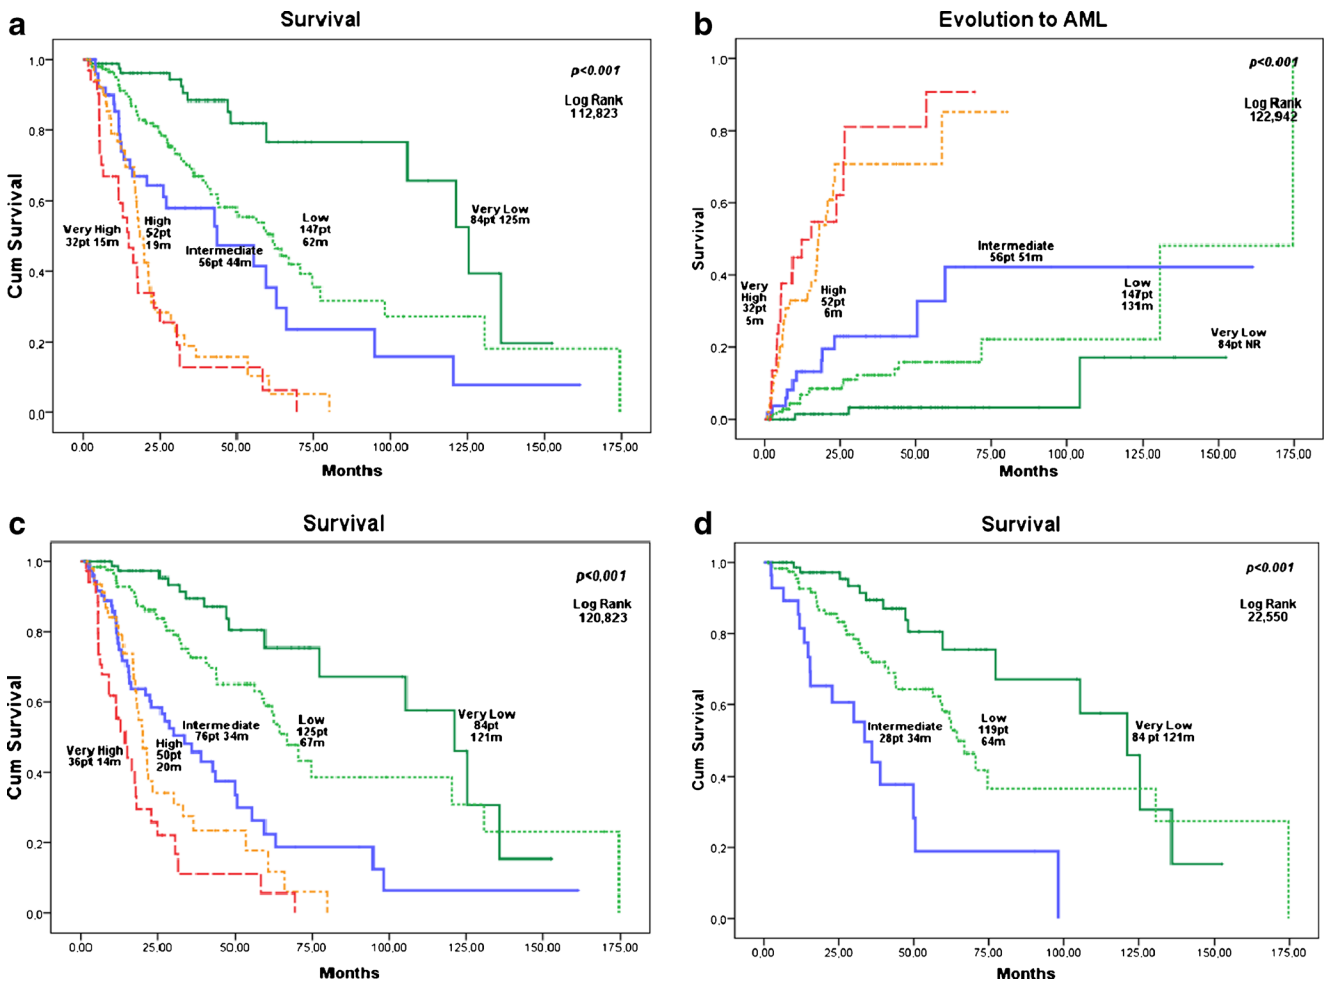 a
Survival
Cum Survival
1.0
0.8
0.6
0.4
0.2
0.0
p<0.001
Log Rank
112,823
Very Low
84pt 125m
Low
147pt
62m
High
52pt
19m
Very High
32pt 15m
Intermediate
56pt 44m
0.00 25.00 50.00 75.00 100.00 125.00 150.00 175.00
Months
b
Evolution to AML
Survival
1.0
0.8
0.6
0.4
0.2
0.0
p<0.001
Log Rank
122,942
Intermediate
56pt 51m
Very
High
32pt
5m
High
52pt
6m
Low
147pt
131m
Very Low
84pt NR
0.00 25.00 50.00 75.00 100.00 125.00 150.00 175.00
Months
c
Survival
Cum Survival
1.0
0.8
0.6
0.4
0.2
0.0
p<0,001
Log Rank
120,823
Very Low
84pt
121m
Low
125pt
67m
Intermediate
76pt 34m
High
50pt
20m
Very High
36pt 14m
0.00 25.00 50.00 75.00 100.00 125.00 150.00 175.00
Months
d
Survival
Cum Survival
1.0
0.8
0.6
0.4
0.2
0.0
p<0.001
Log Rank
22,550
Intermediate
28pt 34m
Low
119pt
64m
Very Low
84 pt 121m
0.00 25.00 50.00 75.00 100.00 125.00 150.00 175.00
Months